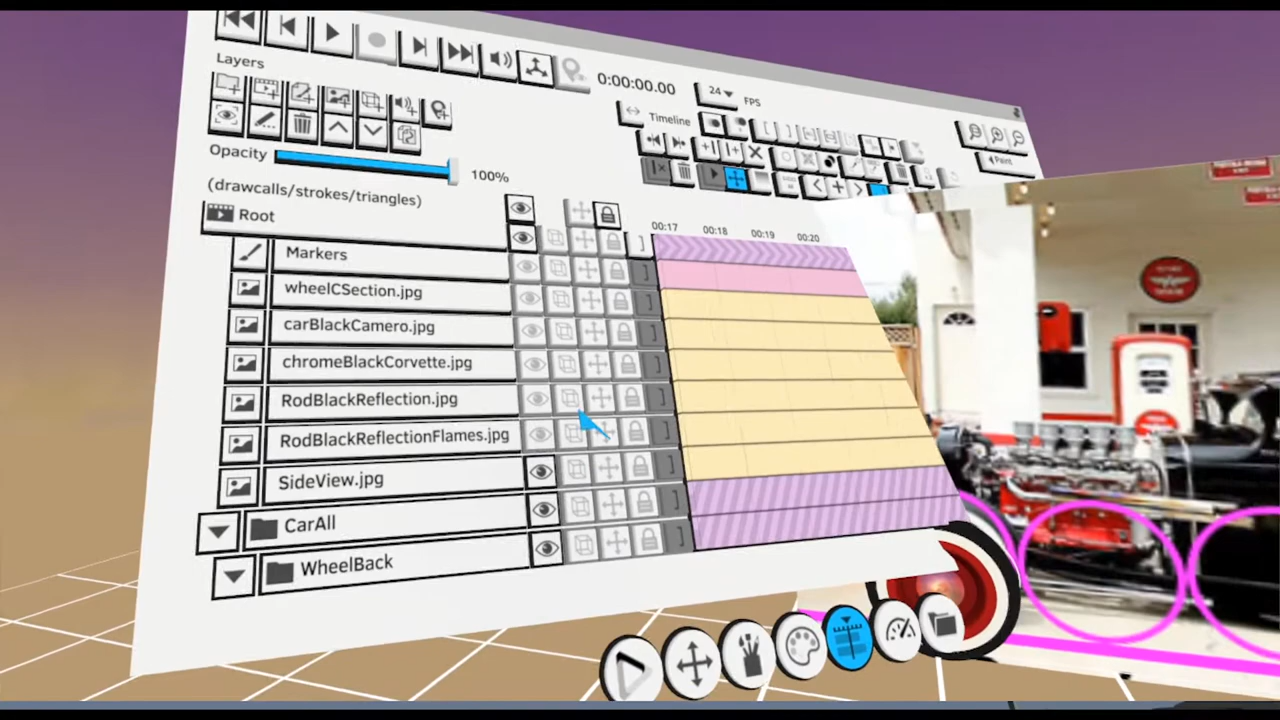 0:00:00.00
24 FPS
Layers
Timeline
Paint
Opacity
100%
(drawcalls/strokes/triangles)
Root
00:17 00:18 00:19 00:20
Markers
wheelCSection.jpg
carBlackCamero.jpg
chromeBlackCorvette.jpg
RodBlackReflection.jpg
RodBlackReflectionFlames.jpg
SideView.jpg
CarAll
WheelBack